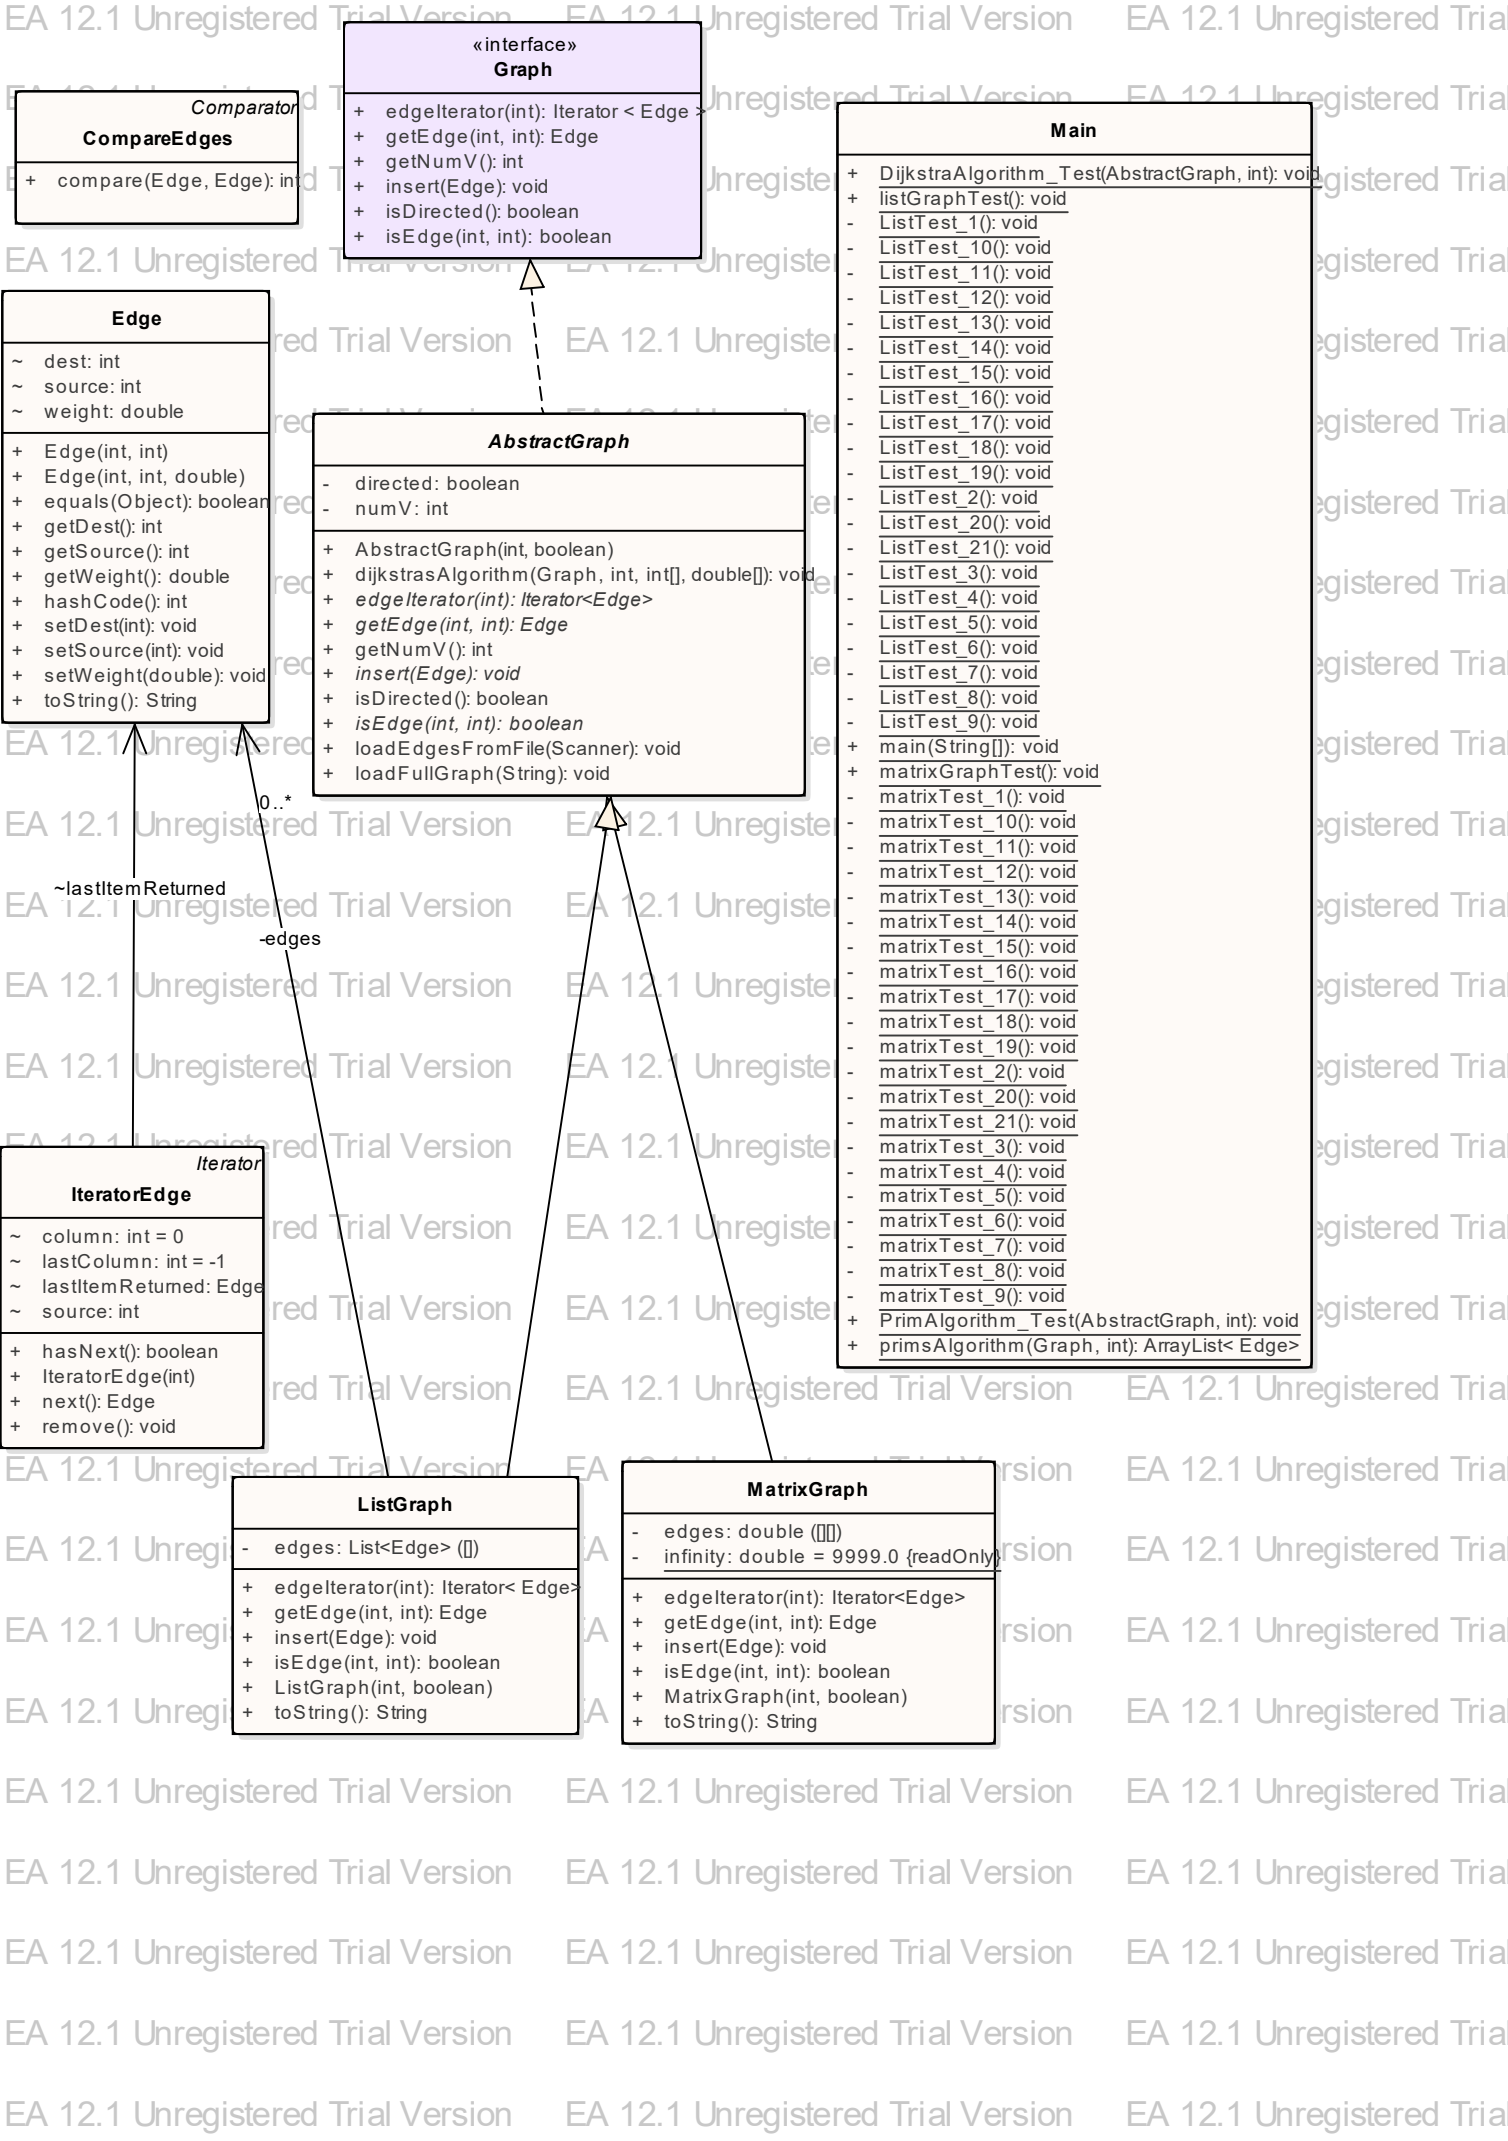 «interface»
Graph
+ edgeIterator(int): Iterator < Edge >
+ getEdge(int, int): Edge
+ getNumV(): int
+ insert(Edge): void
+ isDirected(): boolean
+ isEdge(int, int): boolean
Comparator
CompareEdges
+ compare(Edge, Edge): int
Edge
~ dest: int
~ source: int
~ weight: double
+ Edge(int, int)
+ Edge(int, int, double)
+ equals(Object): boolean
+ getDest(): int
+ getSource(): int
+ getWeight(): double
+ hashCode(): int
+ setDest(int): void
+ setSource(int): void
+ setWeight(double): void
+ toString(): String
AbstractGraph
- directed: boolean
- numV: int
+ AbstractGraph(int, boolean)
+ dijkstrasAlgorithm(Graph, int, int[], double[]): void
+ edgeIterator(int): Iterator<Edge>
+ getEdge(int, int): Edge
+ getNumV(): int
+ insert(Edge): void
+ isDirected(): boolean
+ isEdge(int, int): boolean
+ loadEdgesFromFile(Scanner): void
+ loadFullGraph(String): void
Main
+ DijkstraAlgorithm_Test(AbstractGraph, int): void
+ listGraphTest(): void
- ListTest_1(): void
- ListTest_10(): void
- ListTest_11(): void
- ListTest_12(): void
- ListTest_13(): void
- ListTest_14(): void
- ListTest_15(): void
- ListTest_16(): void
- ListTest_17(): void
- ListTest_18(): void
- ListTest_19(): void
- ListTest_2(): void
- ListTest_20(): void
- ListTest_21(): void
- ListTest_3(): void
- ListTest_4(): void
- ListTest_5(): void
- ListTest_6(): void
- ListTest_7(): void
- ListTest_8(): void
- ListTest_9(): void
+ main(String[]): void
+ matrixGraphTest(): void
- matrixTest_1(): void
- matrixTest_10(): void
- matrixTest_11(): void
- matrixTest_12(): void
- matrixTest_13(): void
- matrixTest_14(): void
- matrixTest_15(): void
- matrixTest_16(): void
- matrixTest_17(): void
- matrixTest_18(): void
- matrixTest_19(): void
- matrixTest_2(): void
- matrixTest_20(): void
- matrixTest_21(): void
- matrixTest_3(): void
- matrixTest_4(): void
- matrixTest_5(): void
- matrixTest_6(): void
- matrixTest_7(): void
- matrixTest_8(): void
- matrixTest_9(): void
+ PrimAlgorithm_Test(AbstractGraph, int): void
+ primsAlgorithm(Graph, int): ArrayList< Edge>
0..*
~lastItemReturned
-edges
Iterator
IteratorEdge
~ column: int = 0
~ lastColumn: int = -1
~ lastItemReturned: Edge
~ source: int
+ hasNext(): boolean
+ IteratorEdge(int)
+ next(): Edge
+ remove(): void
ListGraph
- edges: List<Edge> ([])
+ edgeIterator(int): Iterator< Edge>
+ getEdge(int, int): Edge
+ insert(Edge): void
+ isEdge(int, int): boolean
+ ListGraph(int, boolean)
+ toString(): String
MatrixGraph
- edges: double ([][])
- infinity: double = 9999.0 {readOnly}
+ edgeIterator(int): Iterator<Edge>
+ getEdge(int, int): Edge
+ insert(Edge): void
+ isEdge(int, int): boolean
+ MatrixGraph(int, boolean)
+ toString(): String
EA 12.1 Unregistered Trial Version